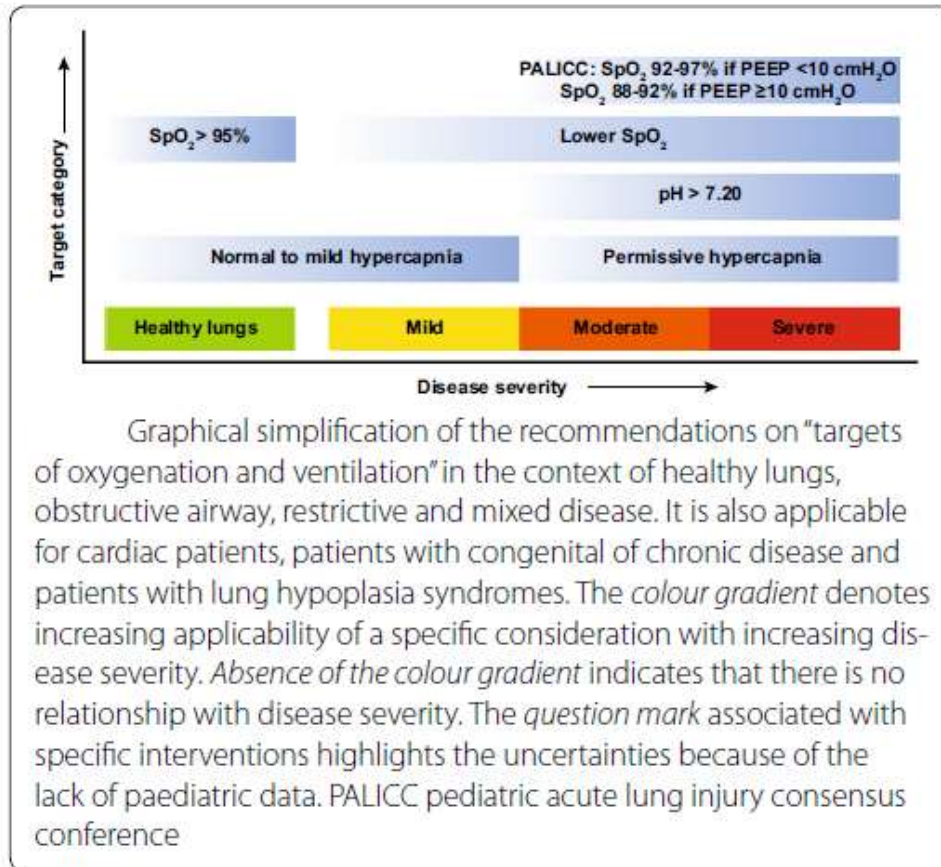 PALICC: SpO₂ 92-97% if PEEP <10 cmH₂O
SpO₂ 88-92% if PEEP ≥10 cmH₂O
SpO₂> 95%
Lower SpO₂
pH > 7.20
Normal to mild hypercapnia
Permissive hypercapnia
Healthy lungs
Mild
Moderate
Severe
Target category
Disease severity
Graphical simplification of the recommendations on “targets
of oxygenation and ventilation” in the context of healthy lungs,
obstructive airway, restrictive and mixed disease. It is also applicable
for cardiac patients, patients with congenital of chronic disease and
patients with lung hypoplasia syndromes. The colour gradient denotes
increasing applicability of a specific consideration with increasing dis-
ease severity. Absence of the colour gradient indicates that there is no
relationship with disease severity. The question mark associated with
specific interventions highlights the uncertainties because of the
lack of paediatric data. PALICC pediatric acute lung injury consensus
conference